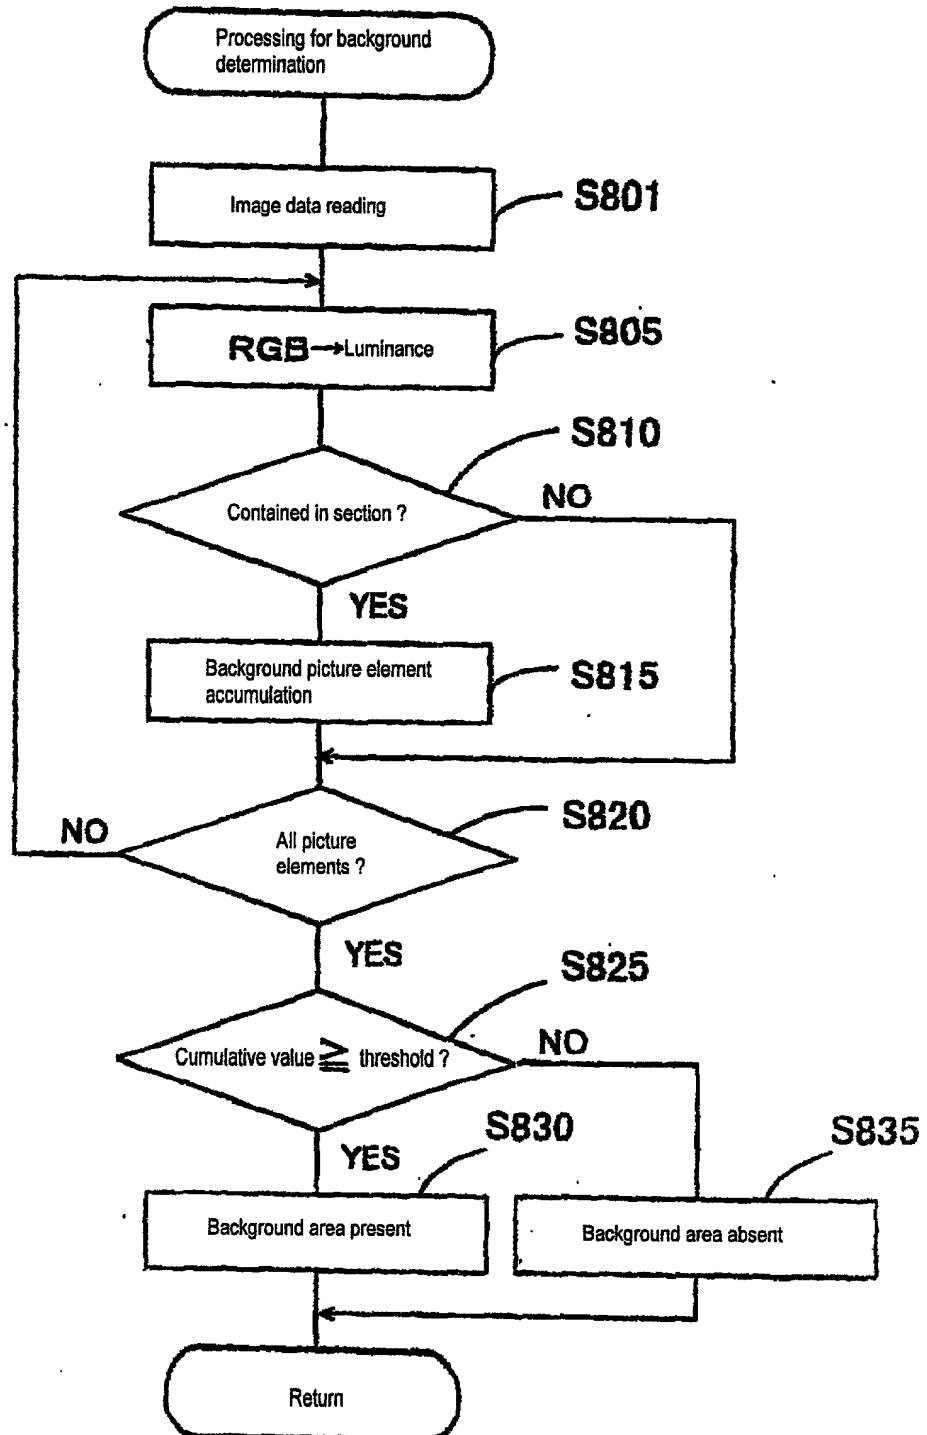 Processing for background
determination
Image data reading
S801
RGB→Luminance
S805
S810
Contained in section ?
NO
YES
Background picture element
accumulation
S815
S820
NO
All picture
elements ?
YES
S825
Cumulative value ≧ threshold ?
NO
S830
YES
S835
Background area present
Background area absent
Return